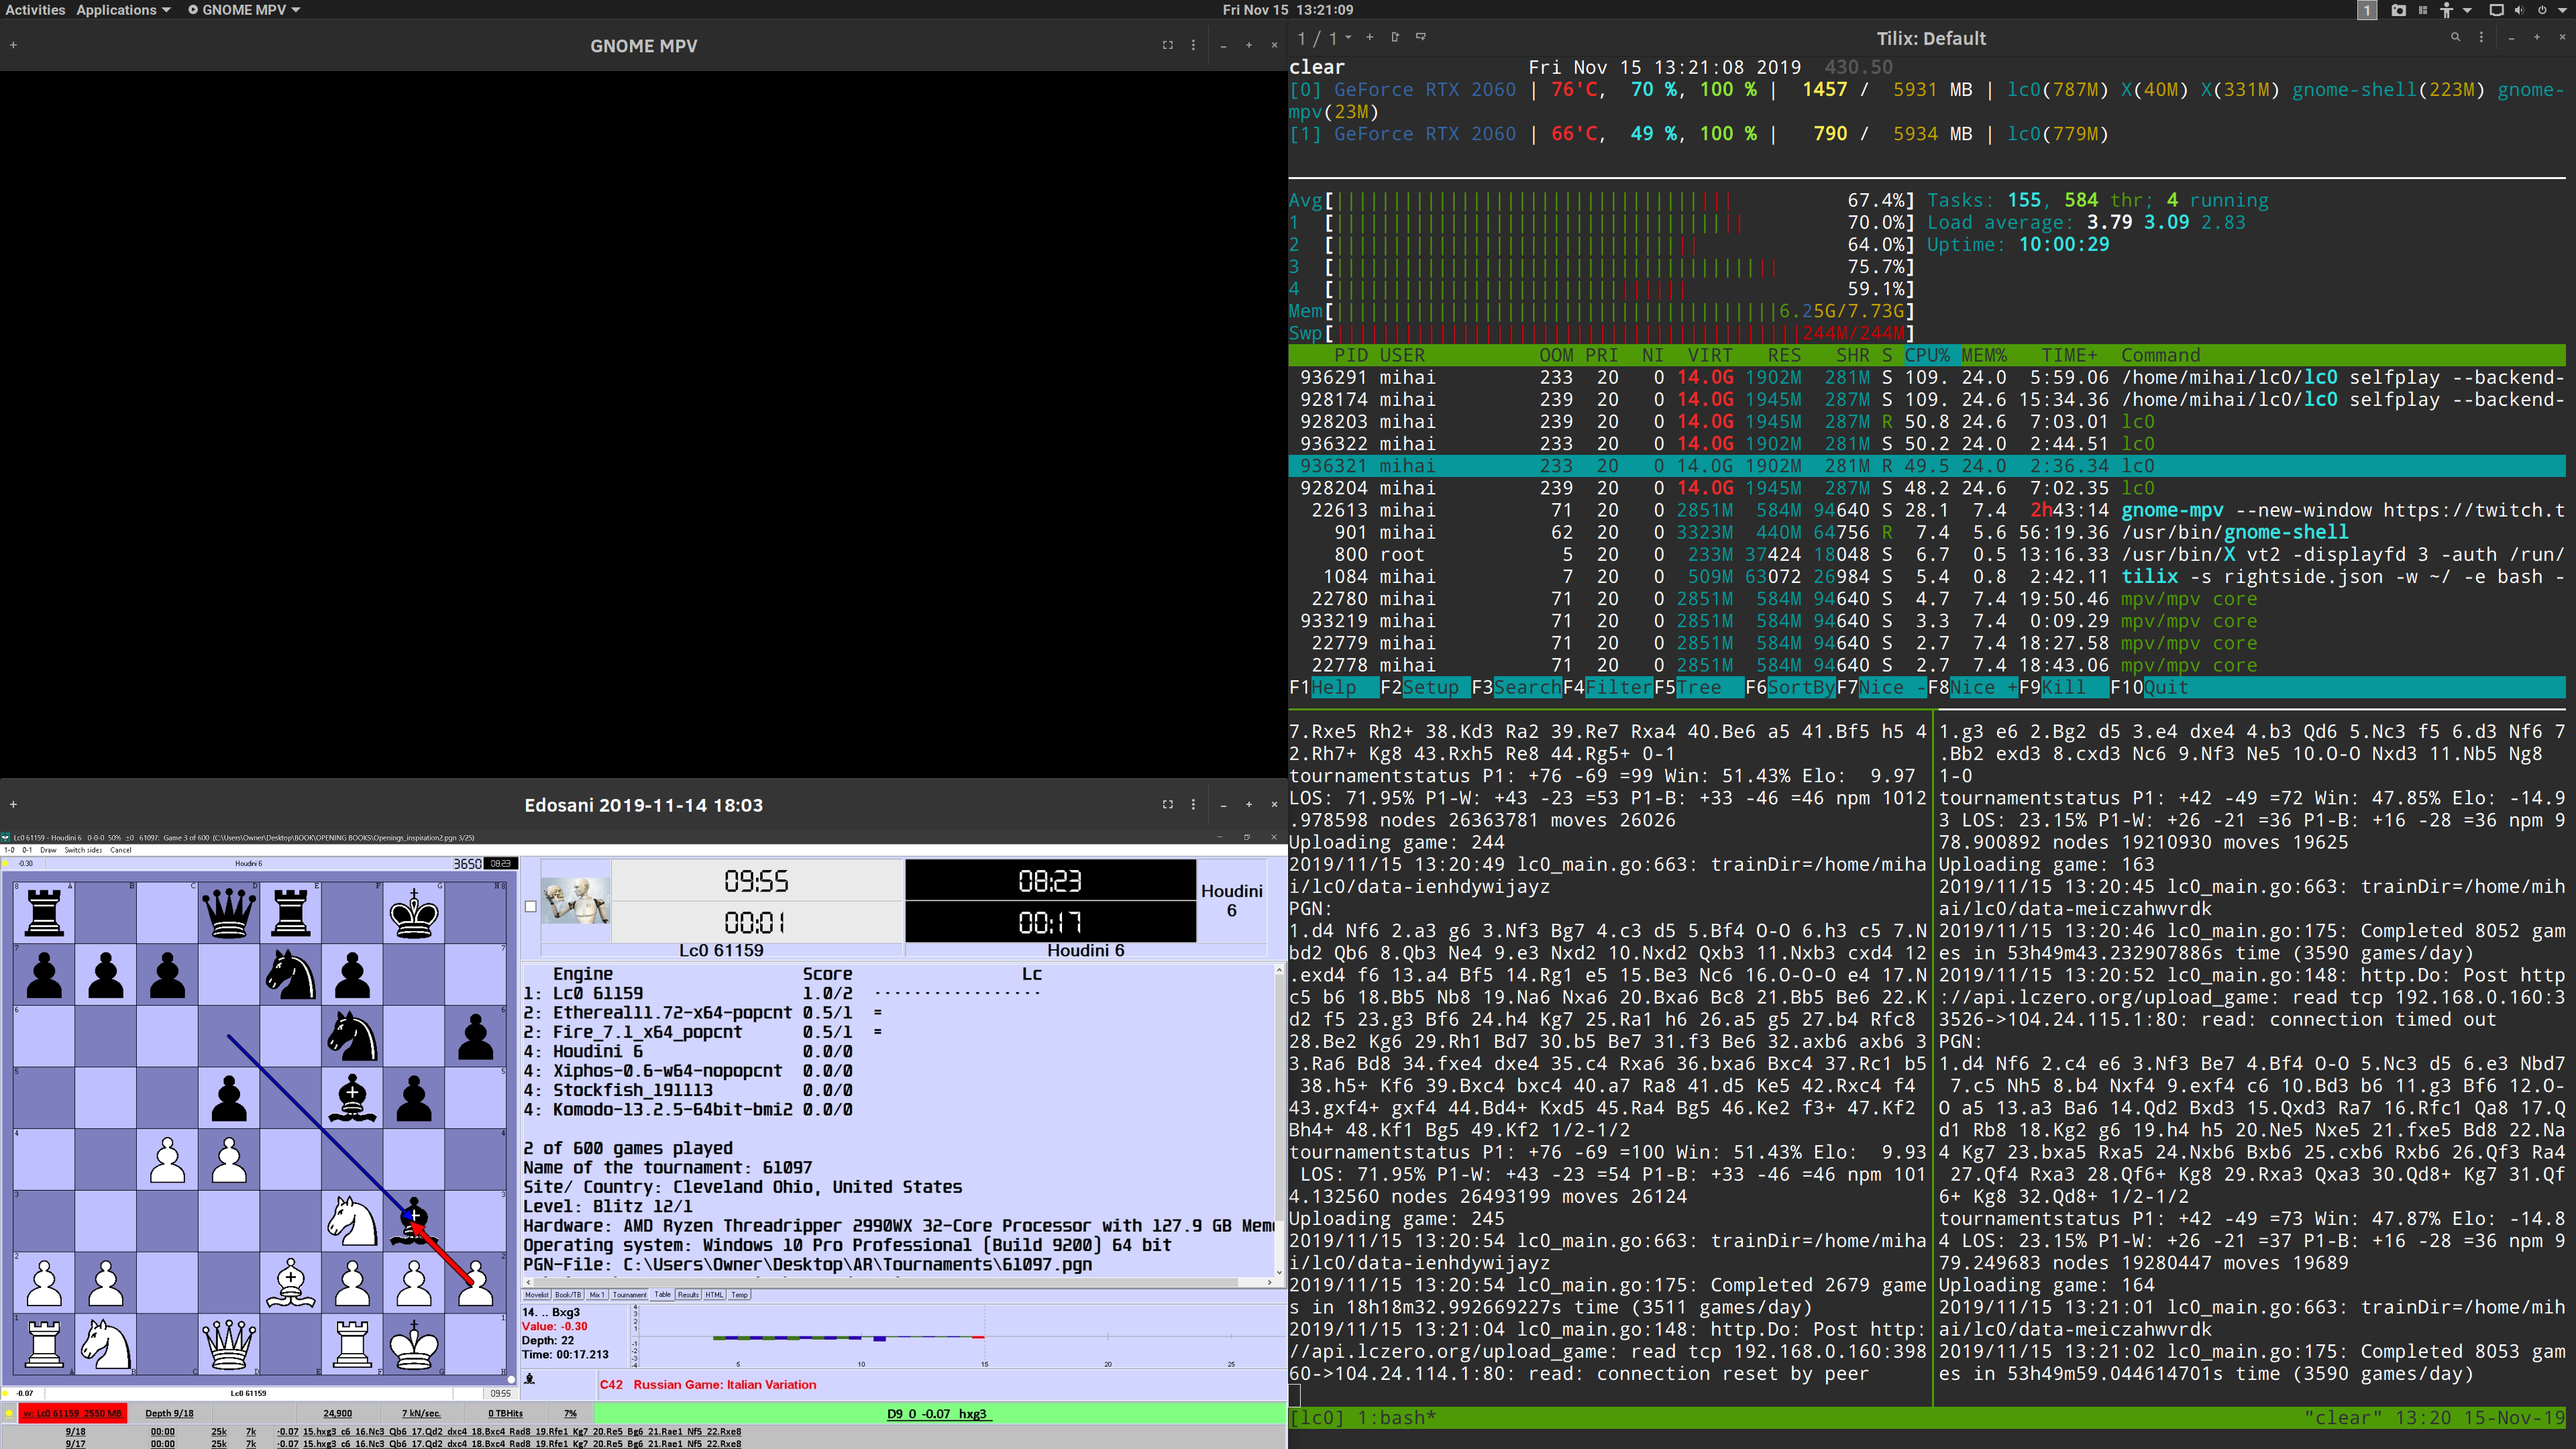 Activities Applications GNOME MPV Fri Nov 15 13:21:09 1
GNOME MPV
1 / 1 Tilix: Default
clear Fri Nov 15 13:21:08 2019 430.50
[0] GeForce RTX 2060 | 76'C, 70 %, 100 % | 1457 / 5931 MB | lc0(787M) X(40M) X(331M) gnome-shell(223M) gnome-
mpv(23M)
[1] GeForce RTX 2060 | 66'C, 49 %, 100 % | 790 / 5934 MB | lc0(779M)
Avg[ 67.4%] Tasks: 155, 584 thr; 4 running
1 [ 70.0%] Load average: 3.79 3.09 2.83
2 [ 64.0%] Uptime: 10:00:29
3 [ 75.7%]
4 [ 59.1%]
Mem[ 6.25G/7.73G]
Swp[ 244M/244M]
PID USER OOM PRI NI VIRT RES SHR S CPU% MEM% TIME+ Command
936291 mihai 233 20 0 14.0G 1902M 281M S 109. 24.0 5:59.06 /home/mihai/lc0/lc0 selfplay --backend-
928174 mihai 239 20 0 14.0G 1945M 287M S 109. 24.6 15:34.36 /home/mihai/lc0/lc0 selfplay --backend-
928203 mihai 239 20 0 14.0G 1945M 287M R 50.8 24.6 7:03.01 lc0
936322 mihai 233 20 0 14.0G 1902M 281M S 50.2 24.0 2:44.51 lc0
936321 mihai 233 20 0 14.0G 1902M 281M R 49.5 24.0 2:36.34 lc0
928204 mihai 239 20 0 14.0G 1945M 287M S 48.2 24.6 7:02.35 lc0
22613 mihai 71 20 0 2851M 584M 94640 S 28.1 7.4 2h43:14 gnome-mpv --new-window https://twitch.t
901 mihai 62 20 0 3323M 440M 64756 R 7.4 5.6 56:19.36 /usr/bin/gnome-shell
800 root 5 20 0 233M 37424 18048 S 6.7 0.5 13:16.33 /usr/bin/X vt2 -displayfd 3 -auth /run/
1084 mihai 7 20 0 509M 63072 26984 S 5.4 0.8 2:42.11 tilix -s rightside.json -w ~/ -e bash -
22780 mihai 71 20 0 2851M 584M 94640 S 4.7 7.4 19:50.46 mpv/mpv core
933219 mihai 71 20 0 2851M 584M 94640 S 3.3 7.4 0:09.29 mpv/mpv core
22779 mihai 71 20 0 2851M 584M 94640 S 2.7 7.4 18:27.58 mpv/mpv core
22778 mihai 71 20 0 2851M 584M 94640 S 2.7 7.4 18:43.06 mpv/mpv core
F1Help F2Setup F3SearchF4FilterF5Tree F6SortByF7Nice -F8Nice +F9Kill F10Quit
7.Rxe5 Rh2+ 38.Kd3 Ra2 39.Re7 Rxa4 40.Be6 a5 41.Bf5 h5 4
2.Rh7+ Kg8 43.Rxh5 Re8 44.Rg5+ 0-1
tournamentstatus P1: +76 -69 =99 Win: 51.43% Elo: 9.97
LOS: 71.95% P1-W: +43 -23 =53 P1-B: +33 -46 =46 npm 1012
.978598 nodes 26363781 moves 26026
Uploading game: 244
2019/11/15 13:20:49 lc0_main.go:663: trainDir=/home/miha
i/lc0/data-ienhdywijayz
PGN:
1.d4 Nf6 2.a3 g6 3.Nf3 Bg7 4.c3 d5 5.Bf4 O-O 6.h3 c5 7.N
bd2 Qb6 8.Qb3 Ne4 9.e3 Nxd2 10.Nxd2 Qxb3 11.Nxb3 cxd4 12
.exd4 f6 13.a4 Bf5 14.Rg1 e5 15.Be3 Nc6 16.O-O-O e4 17.N
c5 b6 18.Bb5 Nb8 19.Na6 Nxa6 20.Bxa6 Bc8 21.Bb5 Be6 22.K
d2 f5 23.g3 Bf6 24.h4 Kg7 25.Ra1 h6 26.a5 g5 27.b4 Rfc8
28.Be2 Kg6 29.Rh1 Bd7 30.b5 Be7 31.f3 Be6 32.axb6 axb6 3
3.Ra6 Bd8 34.fxe4 dxe4 35.c4 Rxa6 36.bxa6 Bxc4 37.Rc1 b5
38.h5+ Kf6 39.Bxc4 bxc4 40.a7 Ra8 41.d5 Ke5 42.Rxc4 f4
43.gxf4+ gxf4 44.Bd4+ Kxd5 45.Ra4 Bg5 46.Ke2 f3+ 47.Kf2
Bh4+ 48.Kf1 Bg5 49.Kf2 1/2-1/2
tournamentstatus P1: +76 -69 =100 Win: 51.43% Elo: 9.93
LOS: 71.95% P1-W: +43 -23 =54 P1-B: +33 -46 =46 npm 101
4.132560 nodes 26493199 moves 26124
Uploading game: 245
2019/11/15 13:20:54 lc0_main.go:663: trainDir=/home/miha
i/lc0/data-ienhdywijayz
2019/11/15 13:20:54 lc0_main.go:175: Completed 2679 game
s in 18h18m32.992669227s time (3511 games/day)
2019/11/15 13:21:04 lc0_main.go:148: http.Do: Post http:
//api.lczero.org/upload_game: read tcp 192.168.0.160:398
60->104.24.114.1:80: read: connection reset by peer
1.g3 e6 2.Bg2 d5 3.e4 dxe4 4.b3 Qd6 5.Nc3 f5 6.d3 Nf6 7
.Bb2 exd3 8.cxd3 Nc6 9.Nf3 Ne5 10.O-O Nxd3 11.Nb5 Ng8
1-0
tournamentstatus P1: +42 -49 =72 Win: 47.85% Elo: -14.9
3 LOS: 23.15% P1-W: +26 -21 =36 P1-B: +16 -28 =36 npm 9
78.900892 nodes 19210930 moves 19625
Uploading game: 163
2019/11/15 13:20:45 lc0_main.go:663: trainDir=/home/mih
ai/lc0/data-meiczahwvrdk
2019/11/15 13:20:46 lc0_main.go:175: Completed 8052 gam
es in 53h49m43.232907886s time (3590 games/day)
2019/11/15 13:20:52 lc0_main.go:148: http.Do: Post http
://api.lczero.org/upload_game: read tcp 192.168.0.160:3
3526->104.24.115.1:80: read: connection timed out
PGN:
1.d4 Nf6 2.c4 e6 3.Nf3 Be7 4.Bf4 O-O 5.Nc3 d5 6.e3 Nbd7
7.c5 Nh5 8.b4 Nxf4 9.exf4 c6 10.Bd3 b6 11.g3 Bf6 12.O-
O a5 13.a3 Ba6 14.Qd2 Bxd3 15.Qxd3 Ra7 16.Rfc1 Qa8 17.Q
d1 Rb8 18.Kg2 g6 19.h4 h5 20.Ne5 Nxe5 21.fxe5 Bd8 22.Na
4 Kg7 23.bxa5 Rxa5 24.Nxb6 Bxb6 25.cxb6 Rxb6 26.Qf3 Ra4
27.Qf4 Rxa3 28.Qf6+ Kg8 29.Rxa3 Qxa3 30.Qd8+ Kg7 31.Qf
6+ Kg8 32.Qd8+ 1/2-1/2
tournamentstatus P1: +42 -49 =73 Win: 47.87% Elo: -14.8
4 LOS: 23.15% P1-W: +26 -21 =37 P1-B: +16 -28 =36 npm 9
79.249683 nodes 19280447 moves 19689
Uploading game: 164
2019/11/15 13:21:01 lc0_main.go:663: trainDir=/home/mih
ai/lc0/data-meiczahwvrdk
2019/11/15 13:21:02 lc0_main.go:175: Completed 8053 gam
es in 53h49m59.044614701s time (3590 games/day)
[lc0] 1:bash* "clear" 13:20 15-Nov-19
Edosani 2019-11-14 18:03
Lc0 61159 - Houdini 6 0-0-0 50% ±0 61097: Game 3 of 600 (C:\Users\Owner\Desktop\BOOK\OPENING BOOKS\Openings_inspiration2.pgn 3/25)
1-0 0-1 Draw Switch sides Cancel
-0.30 Houdini 6 3650 08:23
09:55 08:23
00:01 00:17
Houdini
6
Lc0 61159 Houdini 6
Engine Score Lc
1: Lc0 61159 1.0/2 - - - - - - - - - - - - - - - - - -
2: Ethereal11.72-x64-popcnt 0.5/1 =
2: Fire_7.1_x64_popcnt 0.5/1 =
4: Houdini 6 0.0/0
4: Xiphos-0.6-w64-nopopcnt 0.0/0
4: Stockfish_191113 0.0/0
4: Komodo-13.2.5-64bit-bmi2 0.0/0
2 of 600 games played
Name of the tournament: 61097
Site/ Country: Cleveland Ohio, United States
Level: Blitz 12/1
Hardware: AMD Ryzen Threadripper 2990WX 32-Core Processor with 127.9 GB Mem
Operating system: Windows 10 Pro Professional (Build 9200) 64 bit
PGN-File: C:\Users\Owner\Desktop\AR\Tournaments\61097.pgn
Movelist Book/TB Mix 1 Tournament Table Results HTML Temp
14. .. Bxg3
Value: -0.30
Depth: 22
Time: 00:17.213
5 10 15 20 25
C42 Russian Game: Italian Variation
-0.07 Lc0 61159 09:55
w: Lc0 61159, 2550 MB Depth 9/18 24,900 7 kN/sec. 0 TBHits 7% D9 0 -0.07 hxg3
9/18 00:00 25k 7k -0.07 15.hxg3 c6 16.Nc3 Qb6 17.Qd2 dxc4 18.Bxc4 Rad8 19.Rfe1 Kg7 20.Re5 Bg6 21.Rae1 Nf5 22.Rxe8
9/17 00:00 25k 7k -0.07 15.hxg3 c6 16.Nc3 Qb6 17.Qd2 dxc4 18.Bxc4 Rad8 19.Rfe1 Kg7 20.Re5 Bg6 21.Rae1 Nf5 22.Rxe8